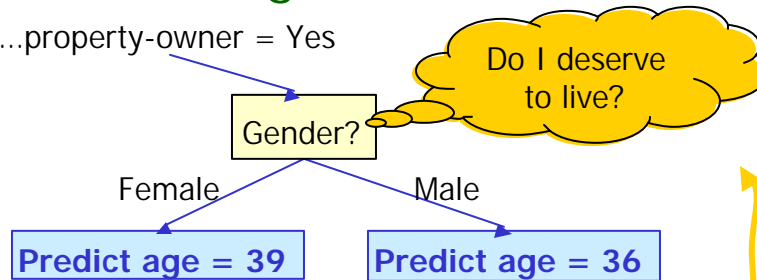 ...property-owner = Yes
Do I deserve
to live?
Gender?
Female
Male
Predict age = 39
Predict age = 36